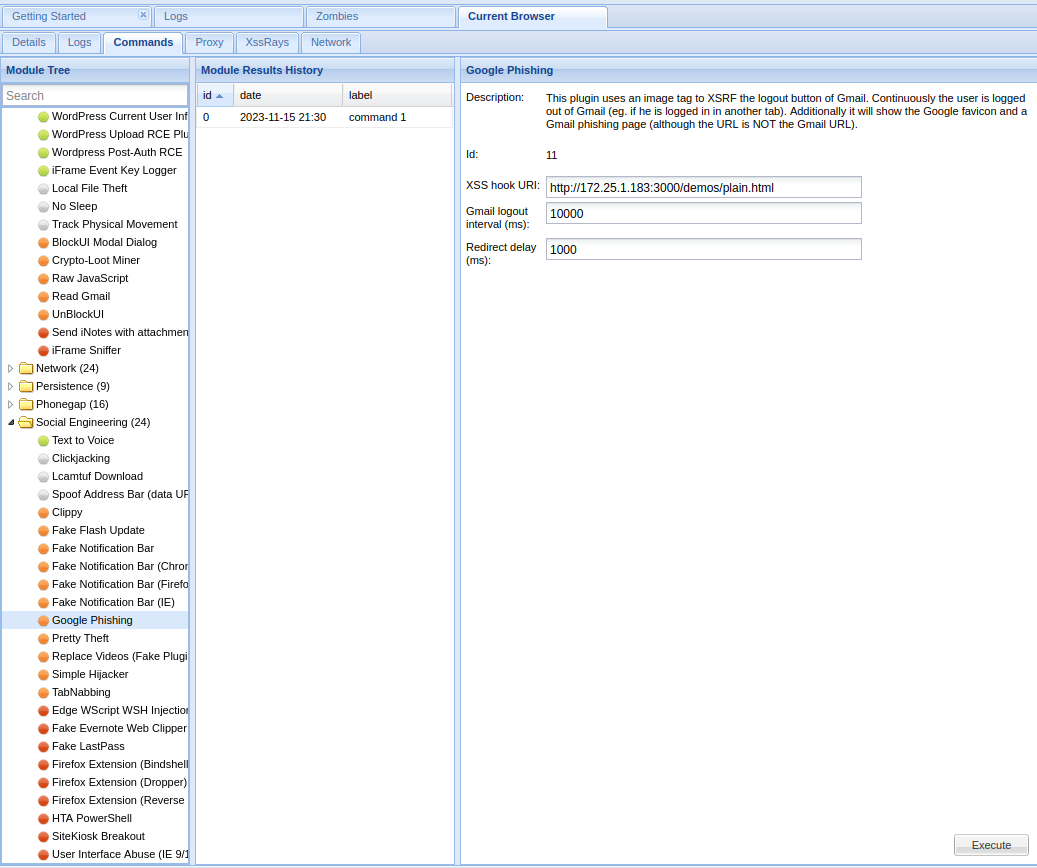 Getting Started
Logs
Zombies
Current Browser
Details
Logs
Commands
Proxy
XssRays
Network
Module Tree
Search
WordPress Current User Inf
WordPress Upload RCE Plu
Wordpress Post-Auth RCE
iFrame Event Key Logger
Local File Theft
No Sleep
Track Physical Movement
BlockUI Modal Dialog
Crypto-Loot Miner
Raw JavaScript
Read Gmail
UnBlockUI
Send iNotes with attachmen
iFrame Sniffer
Network (24)
Persistence (9)
Phonegap (16)
Social Engineering (24)
Text to Voice
Clickjacking
Lcamtuf Download
Spoof Address Bar (data UR
Clippy
Fake Flash Update
Fake Notification Bar
Fake Notification Bar (Chron
Fake Notification Bar (Firefo
Fake Notification Bar (IE)
Google Phishing
Pretty Theft
Replace Videos (Fake Plugi
Simple Hijacker
TabNabbing
Edge WScript WSH Injection
Fake Evernote Web Clipper
Fake LastPass
Firefox Extension (Bindshell
Firefox Extension (Dropper)
Firefox Extension (Reverse
HTA PowerShell
SiteKiosk Breakout
User Interface Abuse (IE 9/1
Module Results History
id date label
0 2023-11-15 21:30 command 1
Google Phishing
Description: This plugin uses an image tag to XSRF the logout button of Gmail. Continuously the user is logged
out of Gmail (eg. if he is logged in in another tab). Additionally it will show the Google favicon and a
Gmail phishing page (although the URL is NOT the Gmail URL).
Id: 11
XSS hook URI: http://172.25.1.183:3000/demos/plain.html
Gmail logout
interval (ms): 10000
Redirect delay
(ms): 1000
Execute